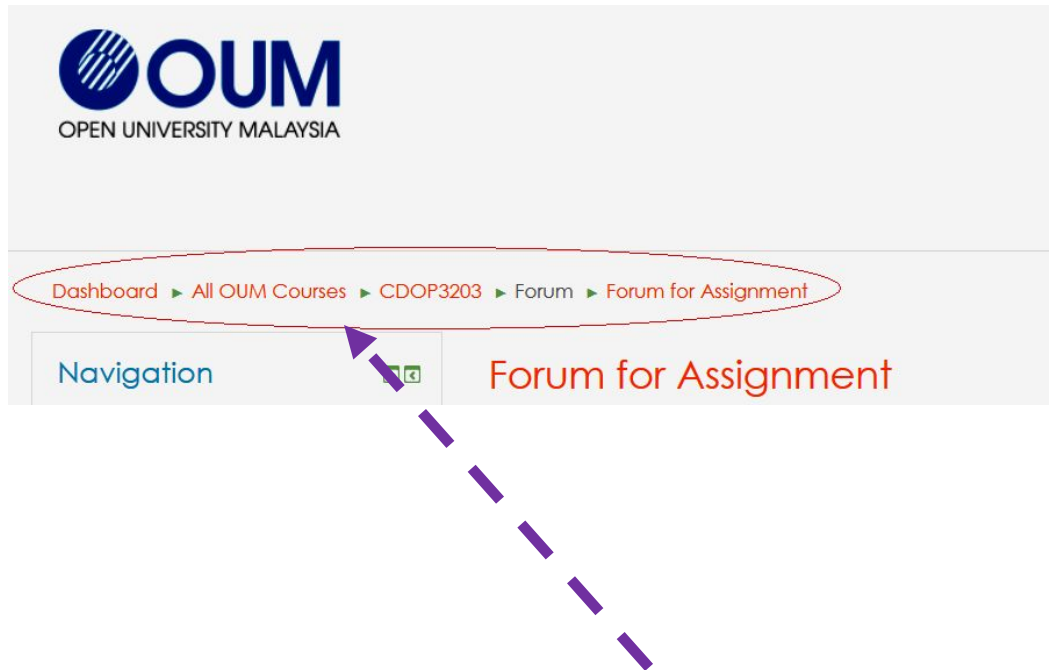 OUM
OPEN UNIVERSITY MALAYSIA
Dashboard ► All OUM Courses ► CDOP3203 ► Forum ► Forum for Assignment
Navigation
Forum for Assignment